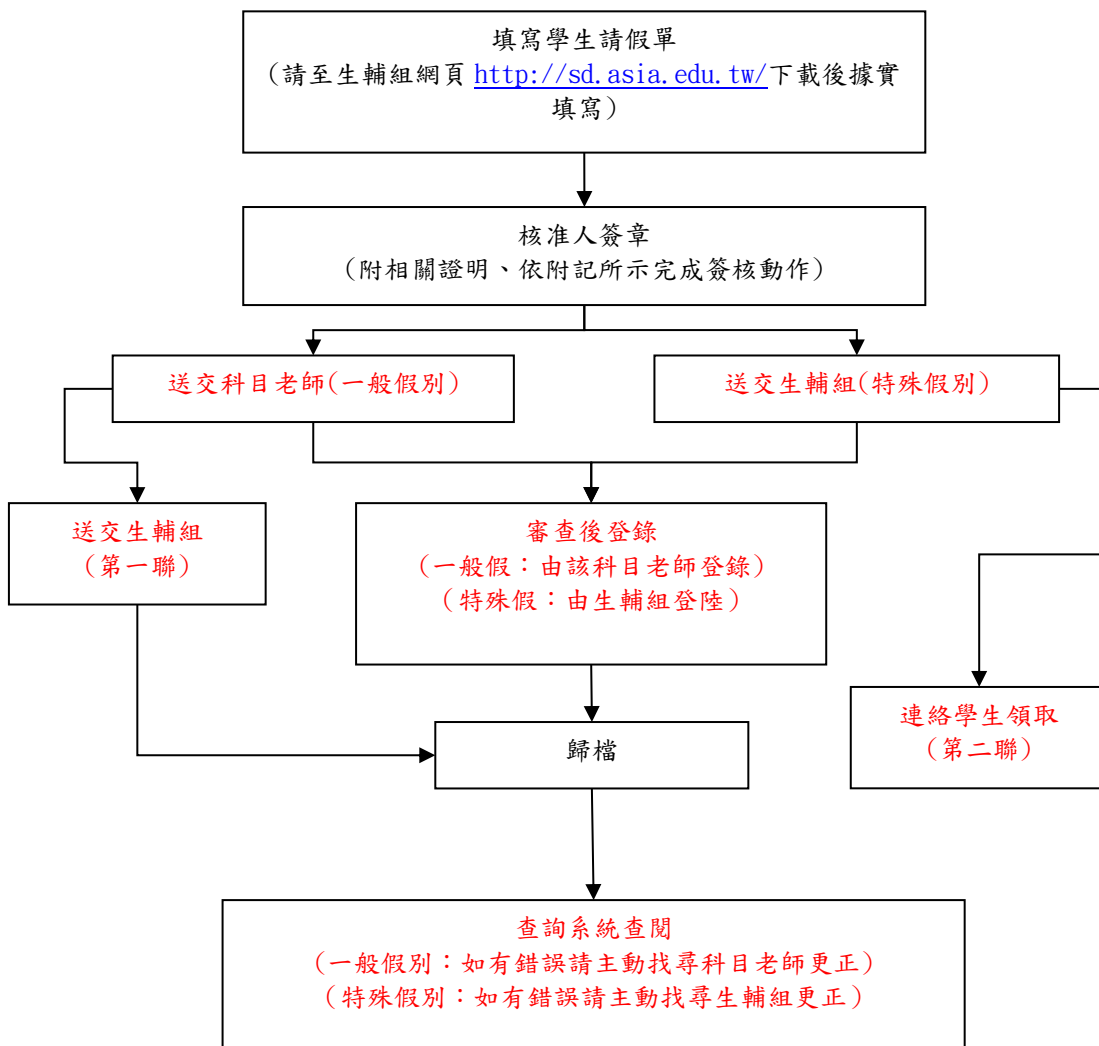 填寫學生請假單
(請至生輔組網頁 http://sd.asia.edu.tw/下載後據實
填寫)
核准人簽章
(附相關證明、依附記所示完成簽核動作)
送交科目老師(一般假別)
送交生輔組(特殊假別)
送交生輔組
(第一聯)
審查後登錄
(一般假：由該科目老師登錄)
(特殊假：由生輔組登陸)
連絡學生領取
(第二聯)
歸檔
查詢系統查閱
(一般假別：如有錯誤請主動找尋科目老師更正)
(特殊假別：如有錯誤請主動找尋生輔組更正)